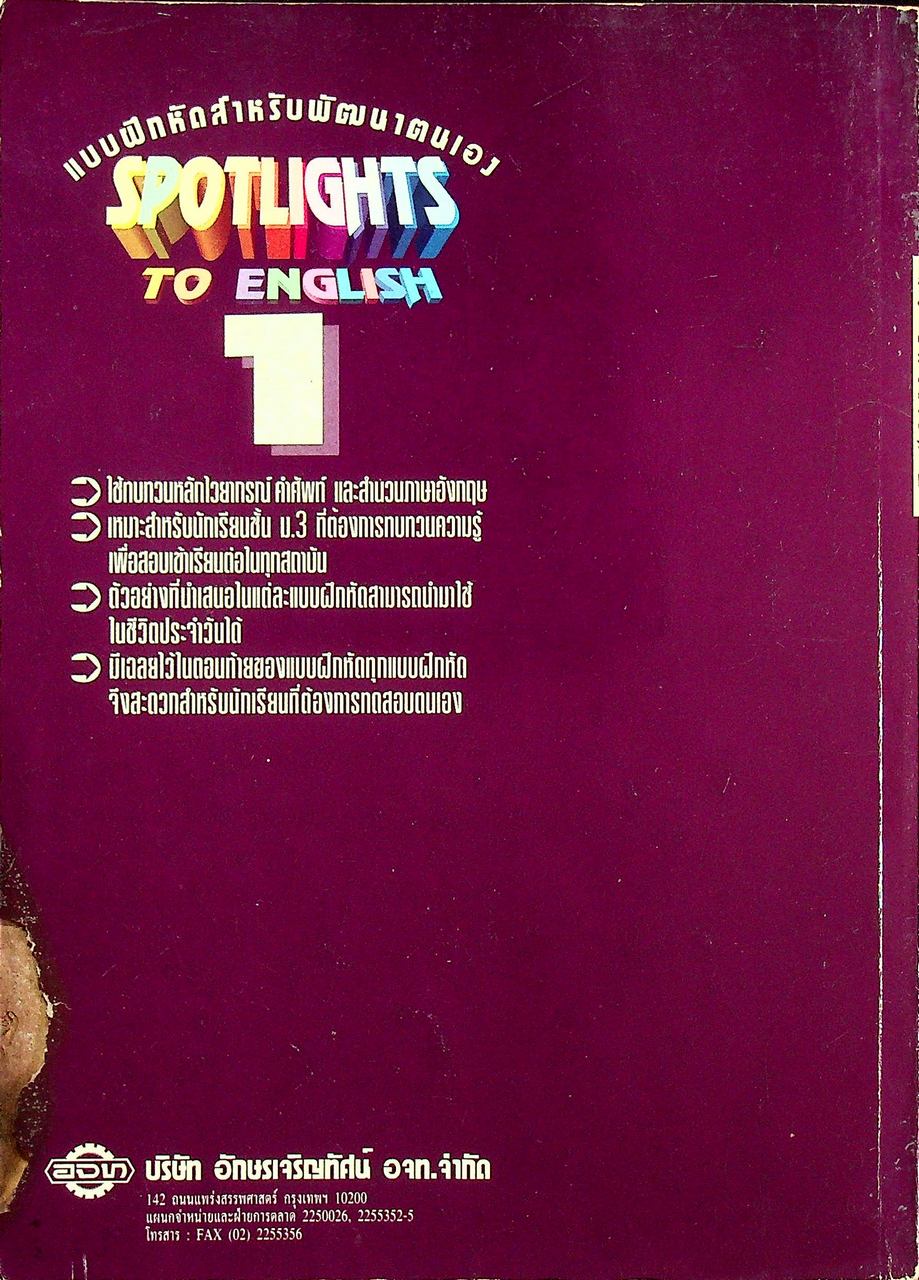 แบบฝึกหัดสำหรับพัฒนาตนเอง
SPOTLIGHTS
TO ENGLISH
1
ใช้ทบทวนหลักไวยากรณ์ คำศัพท์ และสำนวนภาษาอังกฤษ
เหมาะสำหรับนักเรียนชั้น ม.3 ที่ต้องการทบทวนความรู้
เพื่อสอบเข้าเรียนต่อในทุกสถาบัน
ตัวอย่างที่นำเสนอในแต่ละแบบฝึกหัดสามารถนำมาใช้
ในชีวิตประจำวันได้
มีเฉลยไว้ในตอนท้ายของแบบฝึกหัดทุกแบบฝึกหัด
จึงสะดวกสำหรับนักเรียนที่ต้องการทดสอบตนเอง
อจท บริษัท อักษรเจริญทัศน์ อจท.จำกัด
142 ถนนแพร่งสรรพศาสตร์ กรุงเทพฯ 10200
แผนกจำหน่ายและฝ่ายการตลาด 2250026, 2255352-5
โทรสาร : FAX (02) 2255356